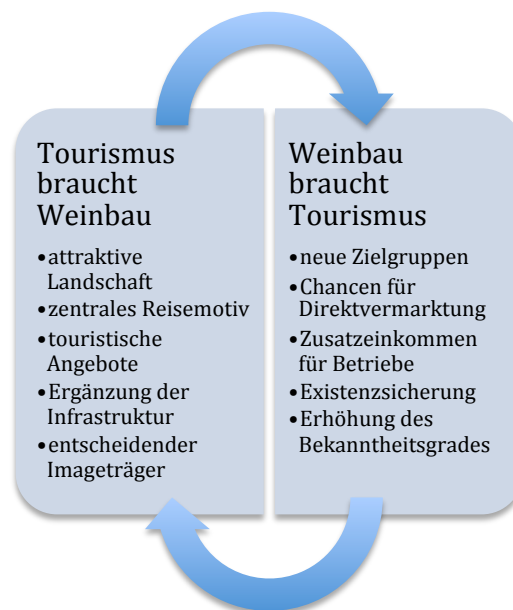 Tourismus
braucht
Weinbau
•attraktive
Landschaft
•zentrales Reisemotiv
•touristische
Angebote
•Ergänzung der
Infrastruktur
•entscheidender
Imageträger
Weinbau
braucht
Tourismus
•neue Zielgruppen
•Chancen für
Direktvermarktung
•Zusatzeinkommen
für Betriebe
•Existenzsicherung
•Erhöhung des
Bekanntheitsgrades